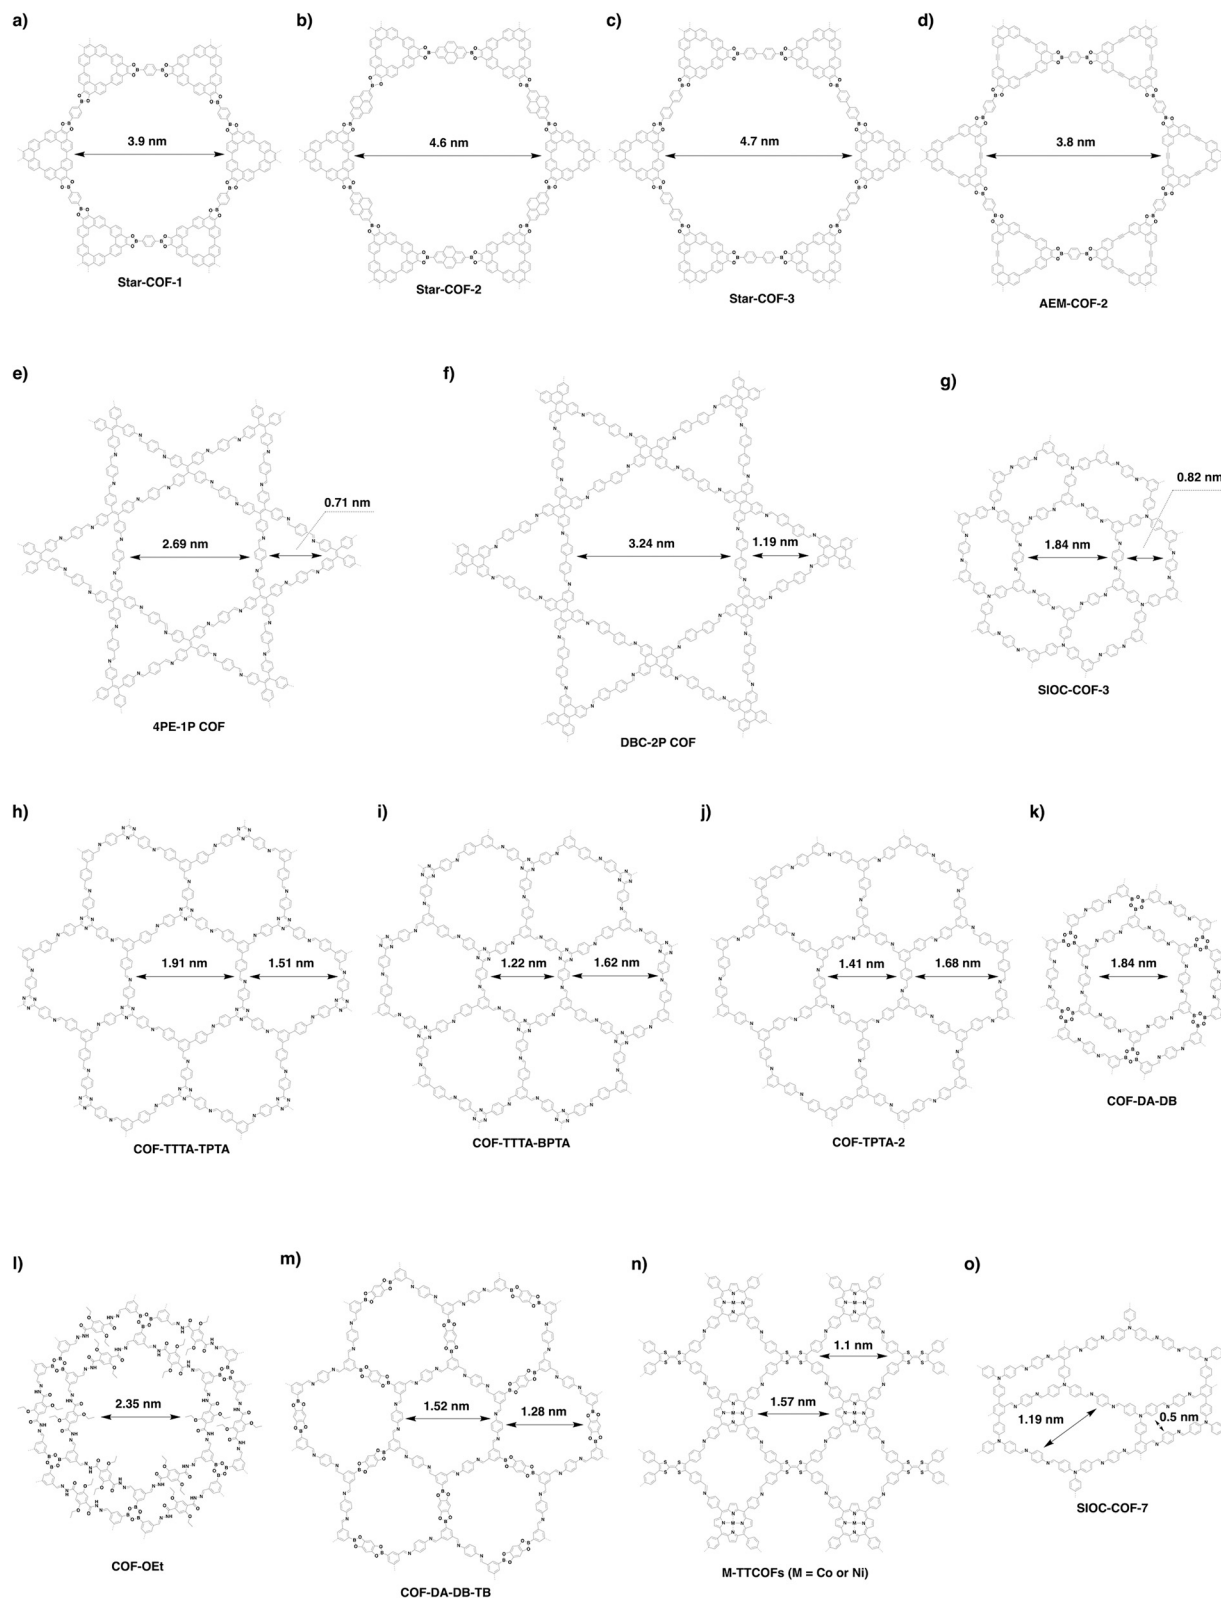 a)
b)
c)
d)
3.9 nm
4.6 nm
4.7 nm
3.8 nm
Star-COF-1
Star-COF-2
Star-COF-3
AEM-COF-2
e)
f)
g)
0.71 nm
2.69 nm
3.24 nm
1.19 nm
0.82 nm
1.84 nm
4PE-1P COF
DBC-2P COF
SIOC-COF-3
h)
i)
j)
k)
1.91 nm
1.51 nm
1.22 nm
1.62 nm
1.41 nm
1.68 nm
1.84 nm
COF-TTTA-TPTA
COF-TTTA-BPTA
COF-TPTA-2
COF-DA-DB
l)
m)
n)
o)
2.35 nm
1.52 nm
1.28 nm
1.1 nm
1.57 nm
1.19 nm
0.5 nm
COF-OEt
COF-DA-DB-TB
M-TTCOFs (M = Co or Ni)
SIOC-COF-7